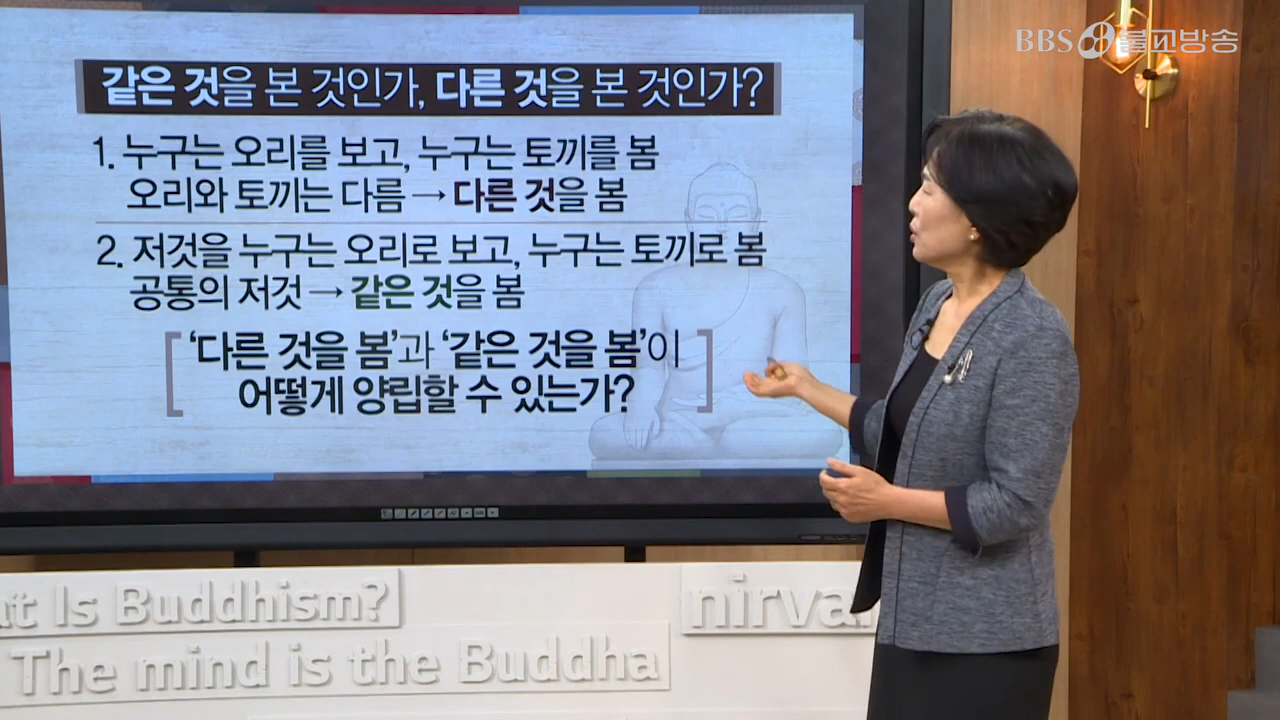 BBS 불교방송
같은 것을 본 것인가, 다른 것을 본 것인가?
1. 누구는 오리를 보고, 누구는 토끼를 봄
오리와 토끼는 다름 → 다른 것을 봄
2. 저것을 누구는 오리로 보고, 누구는 토끼로 봄
공통의 저것 → 같은 것을 봄
[‘다른 것을 봄’과 ‘같은 것을 봄’이
어떻게 양립할 수 있는가?]
at Is Buddhism?
nirva
The mind is the Buddha